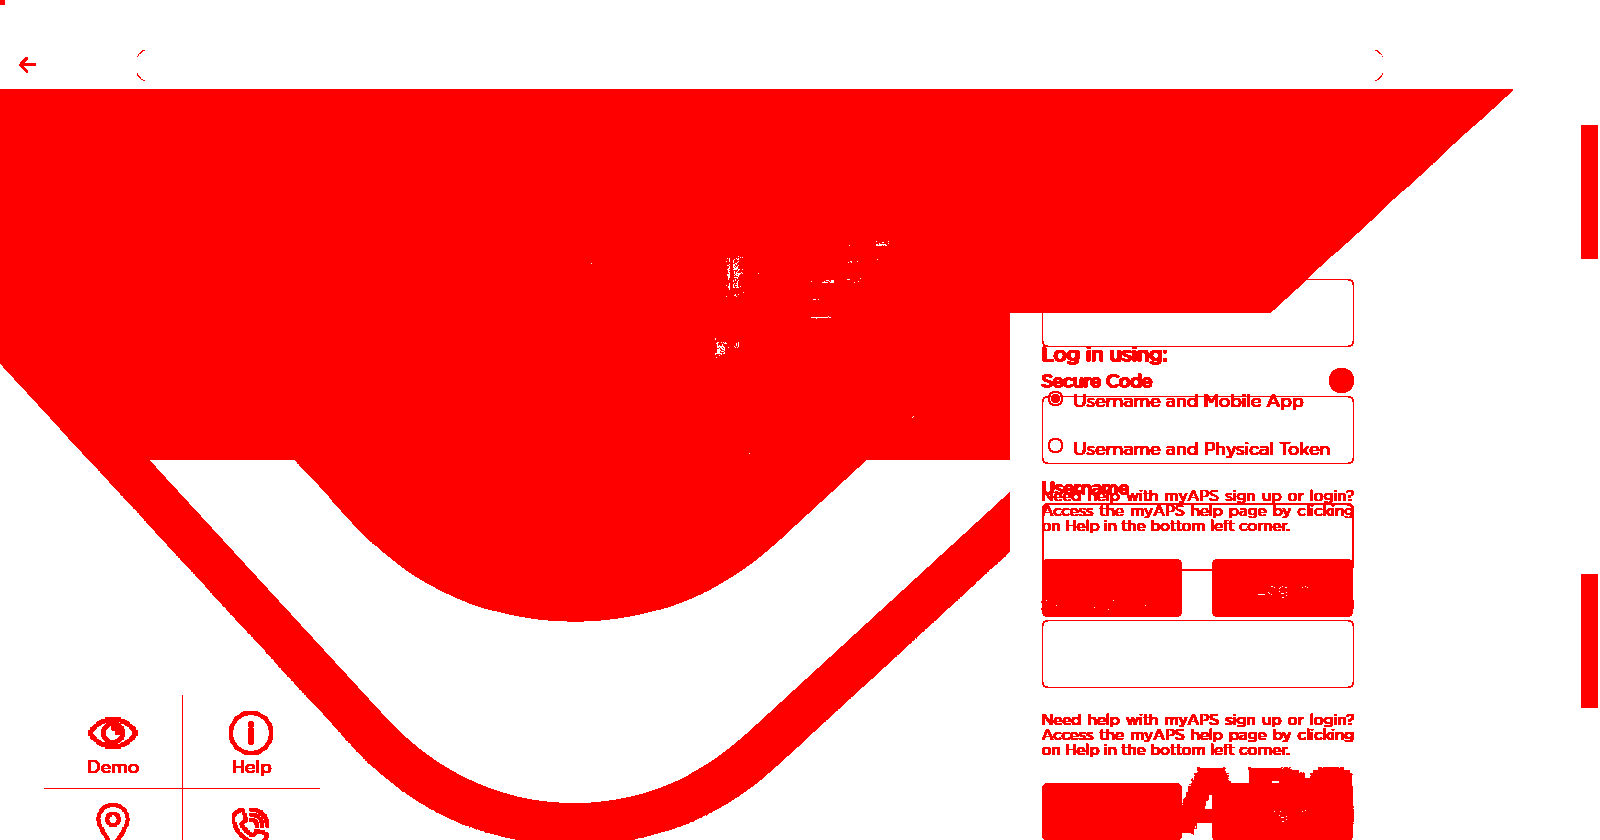 Log in using:
Secure Code
Username and Mobile App
Username and Physical Token
Username
Need help with myAPS sign up or login?
Access the myAPS help page by clicking
on Help in the bottom left corner.
Need help with myAPS sign up or login?
Access the myAPS help page by clicking
on Help in the bottom left corner.
Demo
Help
APS